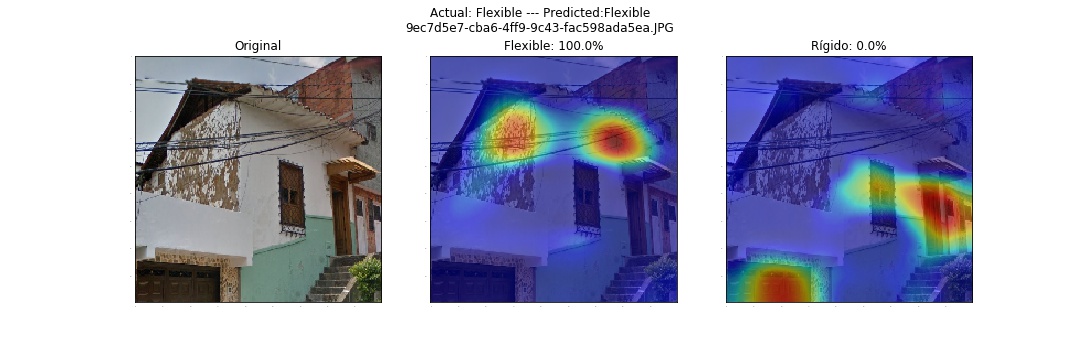 Actual: Flexible --- Predicted:Flexible
9ec7d5e7-cba6-4ff9-9c43-fac598ada5ea.JPG
Original
Flexible: 100.0%
Rígido: 0.0%